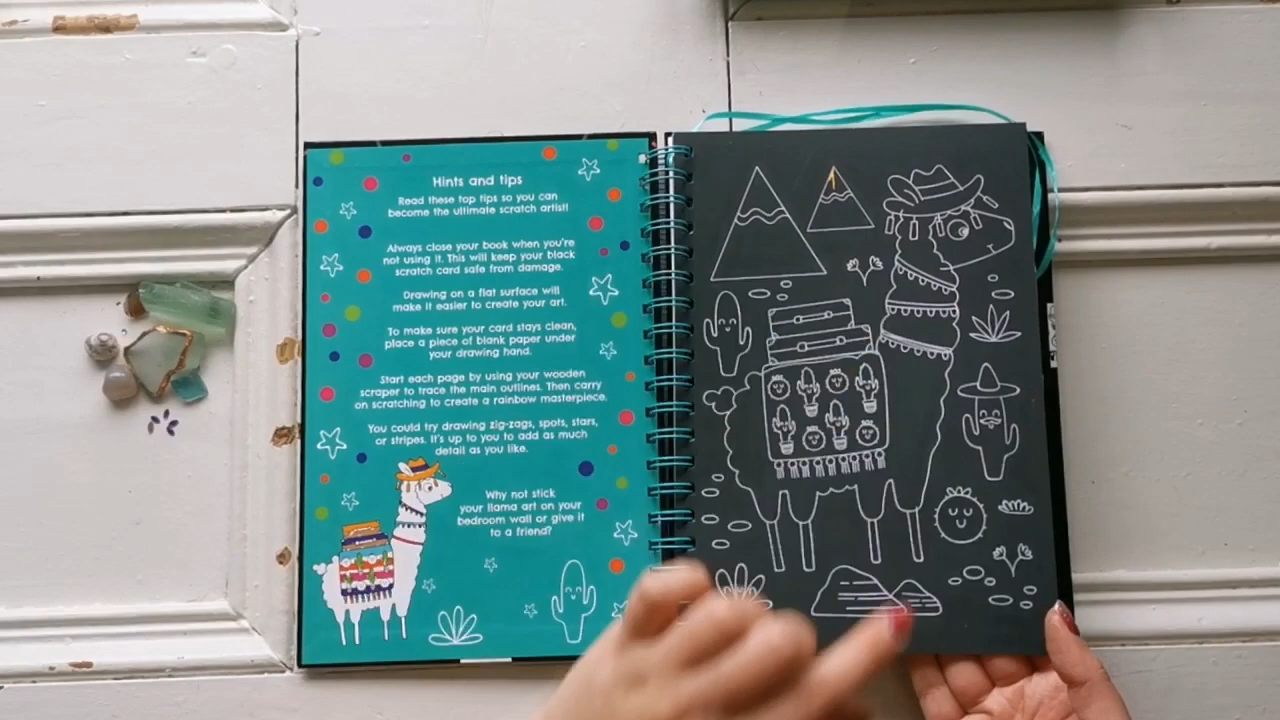 Hints and tips
Read these top tips so you can
become the ultimate scratch artist!
Always close your book when you're
not using it. This will keep your black
scratch card safe from damage.
Drawing on a flat surface will
make it easier to create your art.
To make sure your card stays clean,
place a piece of blank paper under
your drawing hand.
Start each page by using your wooden
scraper to trace the main outlines. Then carry
on scratching to create a rainbow masterpiece.
You could try drawing zig-zags, spots, stars,
or stripes. It's up to you to add as much
detail as you like.
Why not stick
your llama art on your
bedroom wall or give it
to a friend?